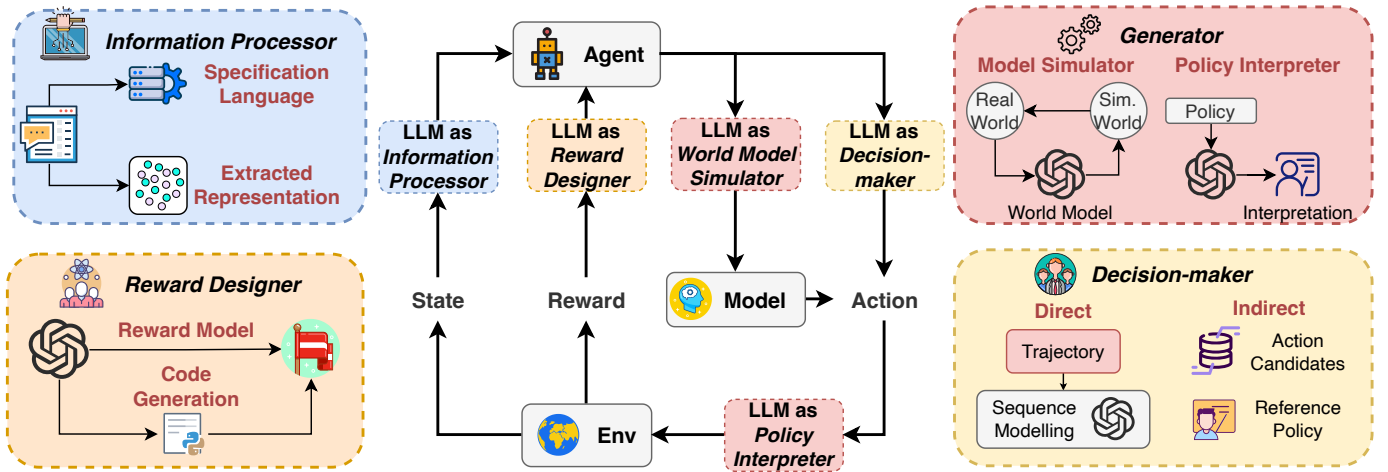 Information Processor
Specification
Language
Extracted
Representation
Reward Designer
Reward Model
Code
Generation
Agent
LLM as
Information
Processor
LLM as
Reward
Designer
LLM as
World Model
Simulator
LLM as
Decision-
maker
State
Reward
Model
Action
Env
LLM as
Policy
Interpreter
Generator
Model Simulator
Policy Interpreter
Real
World
Sim.
World
World Model
Policy
Interpretation
Decision-maker
Direct
Trajectory
Sequence
Modelling
Indirect
Action
Candidates
Reference
Policy